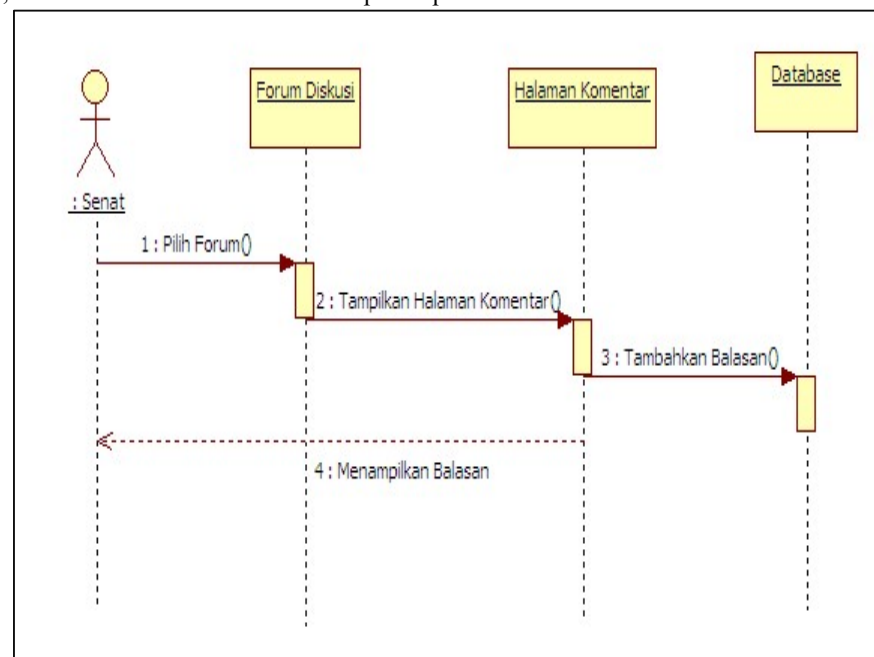 Forum Diskusi
Halaman Komentar
Database
: Senat
1 : Pilih Forum()
2 : Tampilkan Halaman Komentar()
3 : Tambahkan Balasan()
4 : Menampilkan Balasan